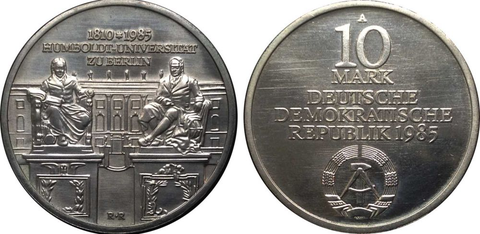 1810*1985
HUMBOLDT-UNIVERSITÄT
ZU BERLIN
R·R
A
10
MARK
DEUTSCHE
DEMOKRATISCHE
REPUBLIK 1985